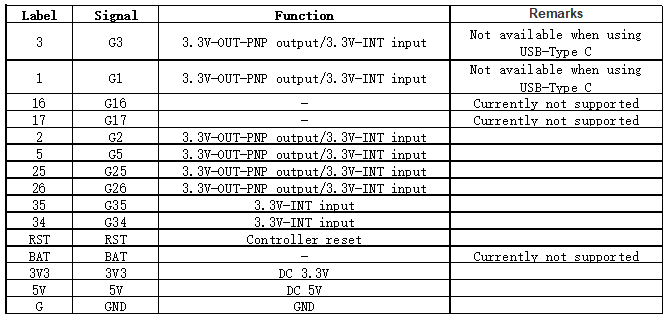 Label Signal Function Remarks
3 G3 3.3V-OUT-PNP output/3.3V-INT input Not available when using
USB-Type C
1 G1 3.3V-OUT-PNP output/3.3V-INT input Not available when using
USB-Type C
16 G16 - Currently not supported
17 G17 - Currently not supported
2 G2 3.3V-OUT-PNP output/3.3V-INT input
5 G5 3.3V-OUT-PNP output/3.3V-INT input
25 G25 3.3V-OUT-PNP output/3.3V-INT input
26 G26 3.3V-OUT-PNP output/3.3V-INT input
35 G35 3.3V-INT input
34 G34 3.3V-INT input
RST RST Controller reset
BAT BAT - Currently not supported
3V3 3V3 DC 3.3V
5V 5V DC 5V
G GND GND